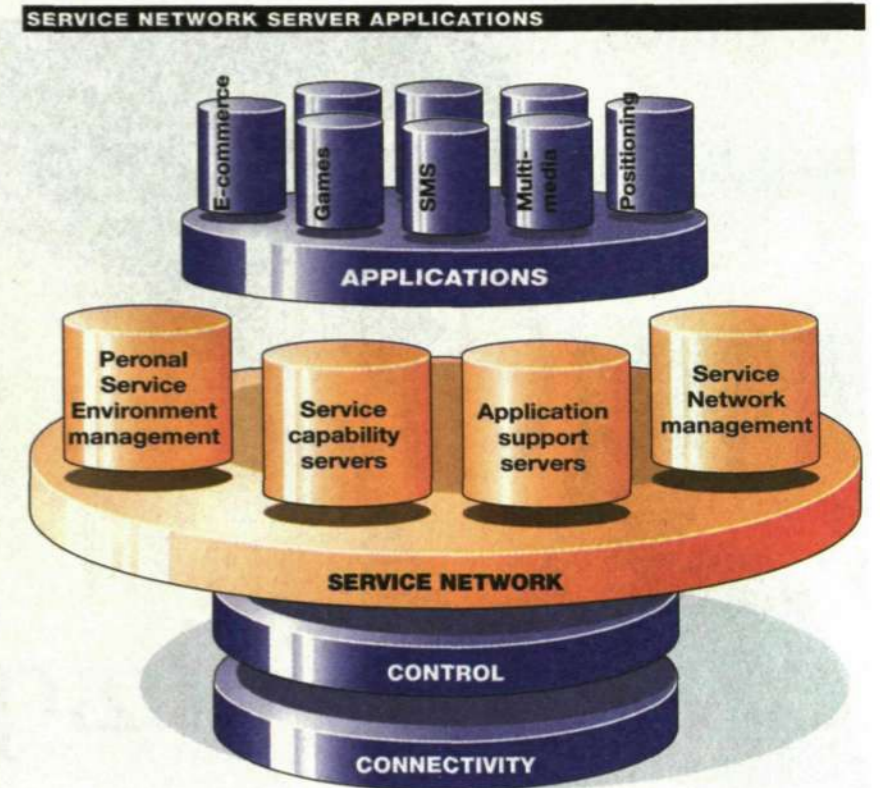 SERVICE NETWORK SERVER APPLICATIONS
E-commerce
Games
SMS
Multi-
media
Positioning
APPLICATIONS
Peronal
Service
Environment
management
Service
capability
servers
Application
support
servers
Service
Network
management
SERVICE NETWORK
CONTROL
CONNECTIVITY